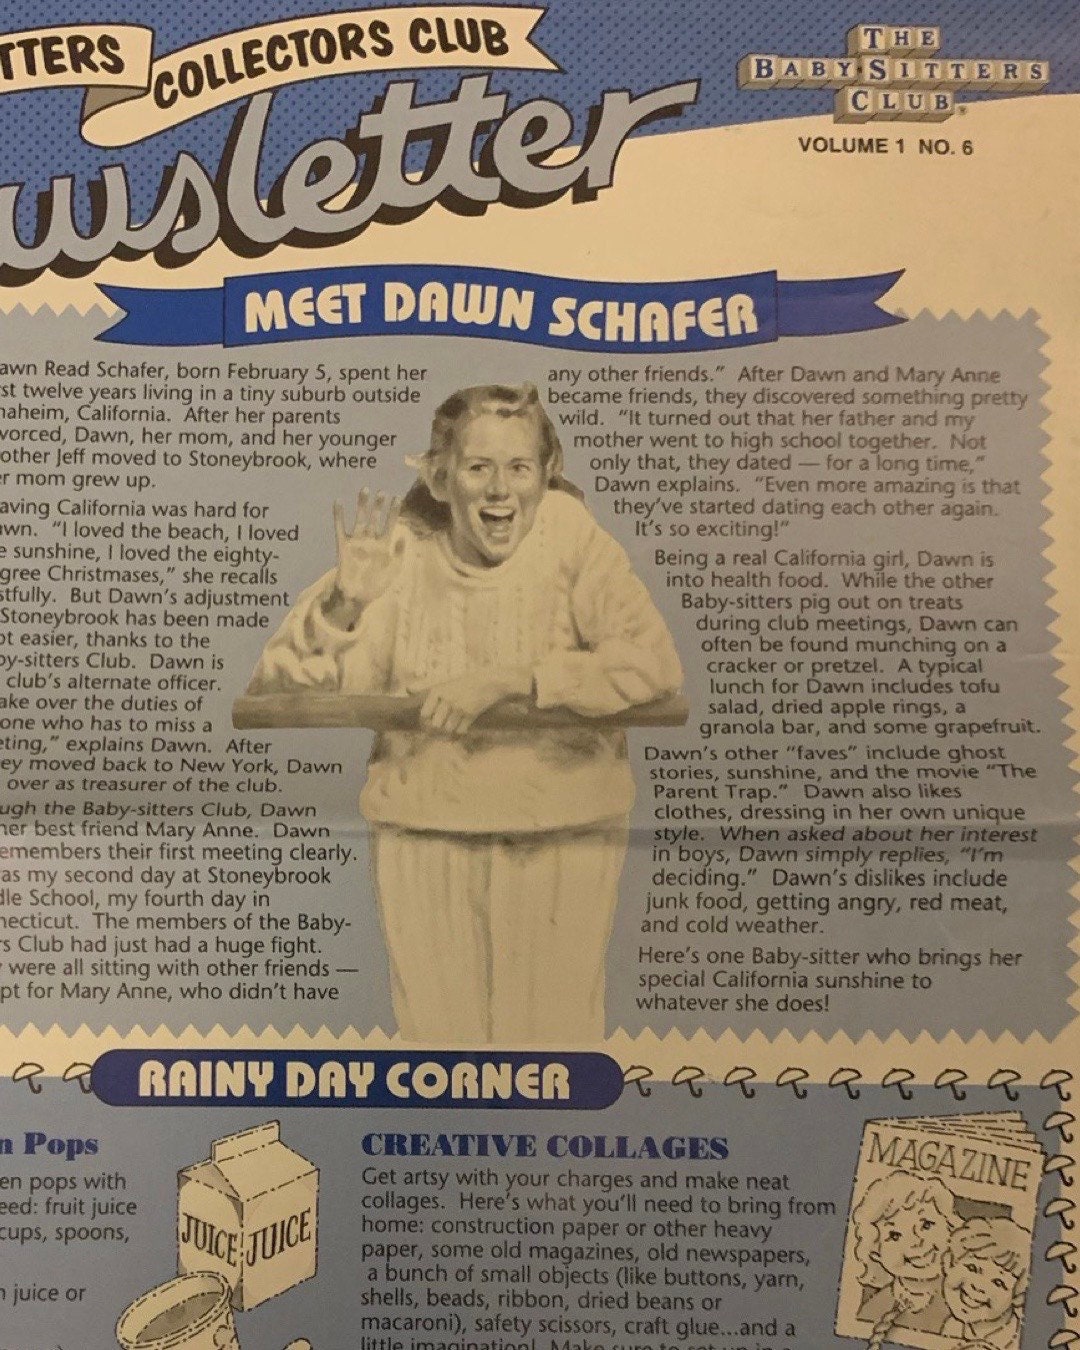 TTERS COLLECTORS CLUB
wsletter
THE
BABY-SITTERS
CLUB®
VOLUME 1 NO. 6
MEET DAWN SCHAFER
awn Read Schafer, born February 5, spent her
st twelve years living in a tiny suburb outside
naheim, California. After her parents
vorced, Dawn, her mom, and her younger
other Jeff moved to Stoneybrook, where
r mom grew up.
aving California was hard for
wn. "I loved the beach, I loved
e sunshine, I loved the eighty-
gree Christmases," she recalls
stfully. But Dawn's adjustment
Stoneybrook has been made
ot easier, thanks to the
by-sitters Club. Dawn is
club's alternate officer.
ake over the duties of
one who has to miss a
eting," explains Dawn. After
ey moved back to New York, Dawn
over as treasurer of the club.
ugh the Baby-sitters Club, Dawn
her best friend Mary Anne. Dawn
emembers their first meeting clearly.
as my second day at Stoneybrook
dle School, my fourth day in
necticut. The members of the Baby-
rs Club had just had a huge fight.
were all sitting with other friends —
pt for Mary Anne, who didn't have
any other friends." After Dawn and Mary Anne
became friends, they discovered something pretty
wild. "It turned out that her father and my
mother went to high school together. Not
only that, they dated — for a long time,"
Dawn explains. "Even more amazing is that
they've started dating each other again.
It's so exciting!"
Being a real California girl, Dawn is
into health food. While the other
Baby-sitters pig out on treats
during club meetings, Dawn can
often be found munching on a
cracker or pretzel. A typical
lunch for Dawn includes tofu
salad, dried apple rings, a
granola bar, and some grapefruit.
Dawn's other "faves" include ghost
stories, sunshine, and the movie "The
Parent Trap." Dawn also likes
clothes, dressing in her own unique
style. When asked about her interest
in boys, Dawn simply replies, "I'm
deciding." Dawn's dislikes include
junk food, getting angry, red meat,
and cold weather.
Here's one Baby-sitter who brings her
special California sunshine to
whatever she does!
RAINY DAY CORNER
n Pops
en pops with
eed: fruit juice
cups, spoons,
n juice or
JUICE JUICE
CREATIVE COLLAGES
Get artsy with your charges and make neat
collages. Here's what you'll need to bring from
home: construction paper or other heavy
paper, some old magazines, old newspapers,
a bunch of small objects (like buttons, yarn,
shells, beads, ribbon, dried beans or
macaroni), safety scissors, craft glue...and a
little imagination! Make sure to set up in a
MAGAZINE